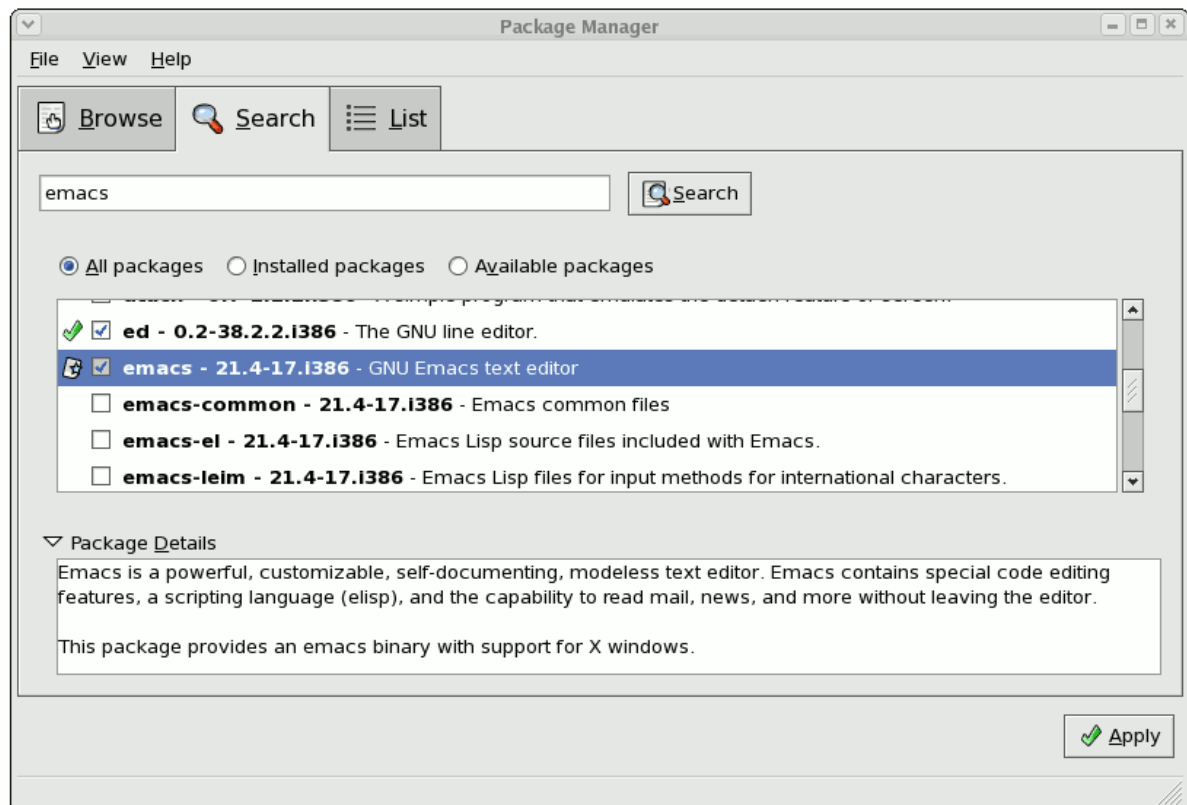 Package Manager
File View Help
Browse Search List
emacs Search
All packages Installed packages Available packages
ed - 0.2-38.2.2.i386 - The GNU line editor.
emacs - 21.4-17.i386 - GNU Emacs text editor
emacs-common - 21.4-17.i386 - Emacs common files
emacs-el - 21.4-17.i386 - Emacs Lisp source files included with Emacs.
emacs-leim - 21.4-17.i386 - Emacs Lisp files for input methods for international characters.
Package Details
Emacs is a powerful, customizable, self-documenting, modeless text editor. Emacs contains special code editing
features, a scripting language (elisp), and the capability to read mail, news, and more without leaving the editor.
This package provides an emacs binary with support for X windows.
Apply